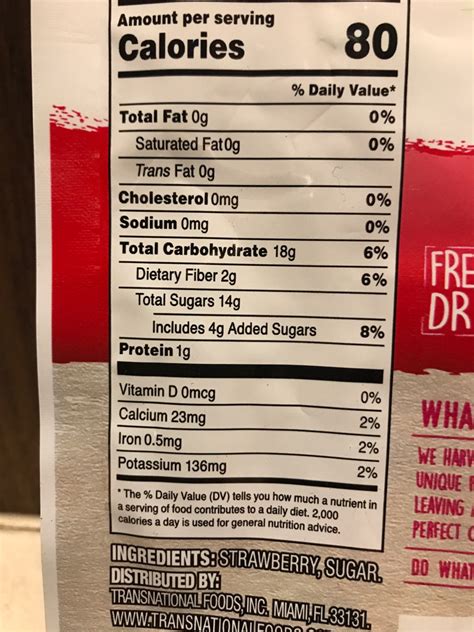 Amount per serving
Calories 80
% Daily Value*
Total Fat 0g 0%
Saturated Fat 0g 0%
Trans Fat 0g
Cholesterol 0mg 0%
Sodium 0mg 0%
Total Carbohydrate 18g 6%
Dietary Fiber 2g 6%
Total Sugars 14g
Includes 4g Added Sugars 8%
Protein 1g
Vitamin D 0mcg 0%
Calcium 23mg 2%
Iron 0.5mg 2%
Potassium 136mg 2%
* The % Daily Value (DV) tells you how much a nutrient in
a serving of food contributes to a daily diet. 2,000
calories a day is used for general nutrition advice.
INGREDIENTS: STRAWBERRY, SUGAR.
DISTRIBUTED BY:
TRANSNATIONAL FOODS, INC. MIAMI, FL 33131.
FRE
DR
WHA
WE HARV
UNIQUE
LEAVING
PERFECT
DO WHAT